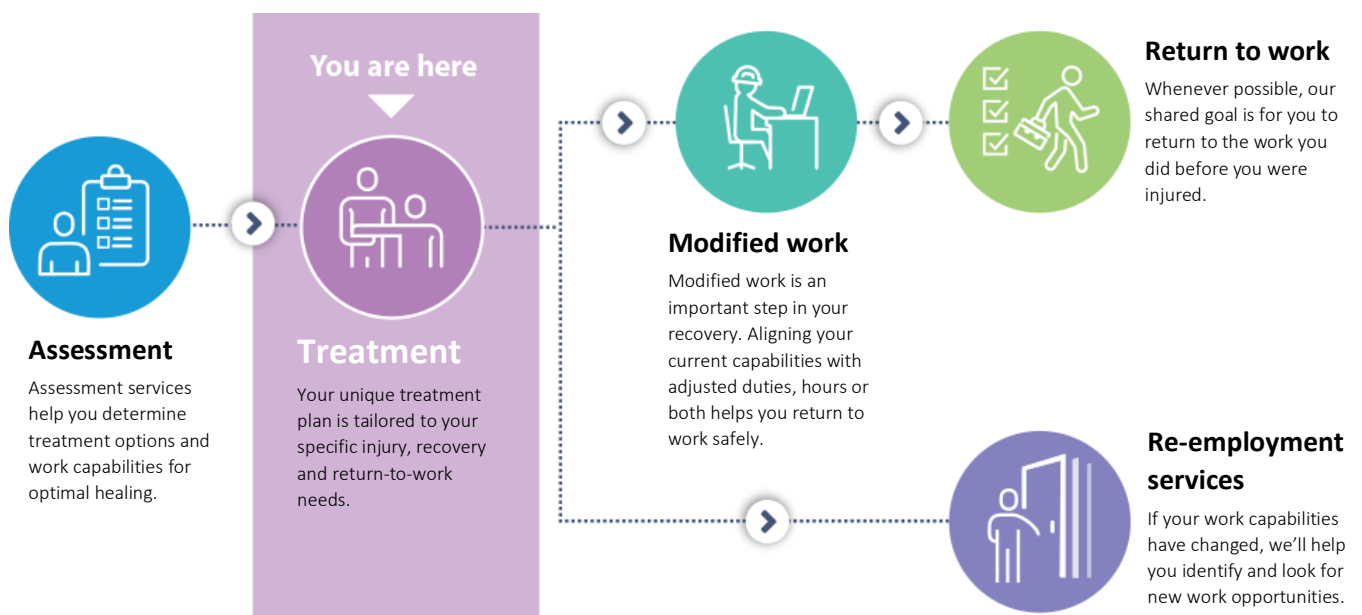 You are here
Assessment
Assessment services
help you determine
treatment options and
work capabilities for
optimal healing.
Treatment
Your unique treatment
plan is tailored to your
specific injury, recovery
and return-to-work
needs.
Modified work
Modified work is an
important step in your
recovery. Aligning your
current capabilities with
adjusted duties, hours or
both helps you return to
work safely.
Return to work
Whenever possible, our
shared goal is for you to
return to the work you
did before you were
injured.
Re-employment
services
If your work capabilities
have changed, we’ll help
you identify and look for
new work opportunities.